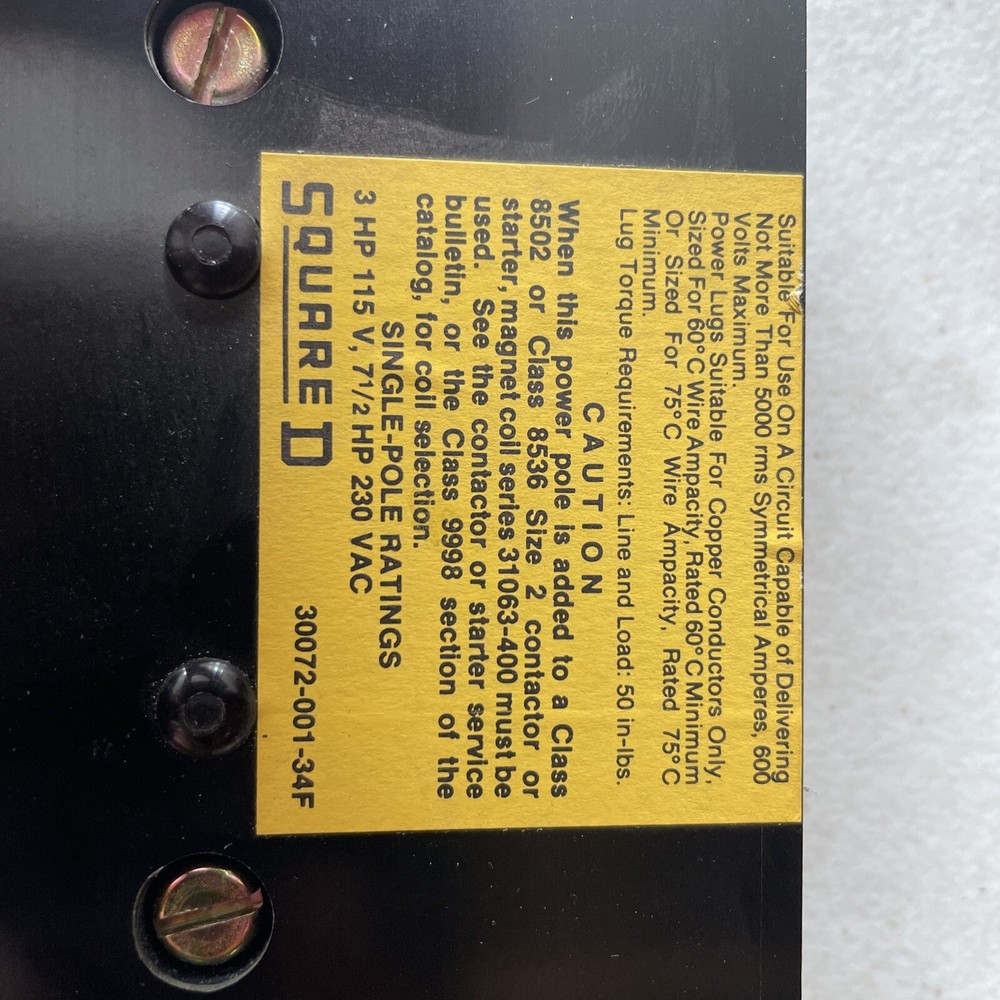 Suitable For Use On A Circuit Capable of Delivering
Not More Than 5000 rms Symmetrical Amperes, 600
Volts Maximum.
Power Lugs Suitable For Copper Conductors Only,
Sized For 60°C Wire Ampacity, Rated 60°C Minimum
Or Sized For 75°C Wire Ampacity, Rated 75°C
Minimum.
Lug Torque Requirements: Line and Load: 50 in-lbs.
CAUTION
When this power pole is added to a Class
8502 or Class 8536 Size 2 contactor or
starter, magnet coil series 31063-400 must be
used. See the contactor or starter service
bulletin, or the Class 9998 section of the
catalog, for coil selection.
SINGLE-POLE RATINGS
3 HP 115 V, 71/2 HP 230 VAC
SQUARE D 30072-001-34F